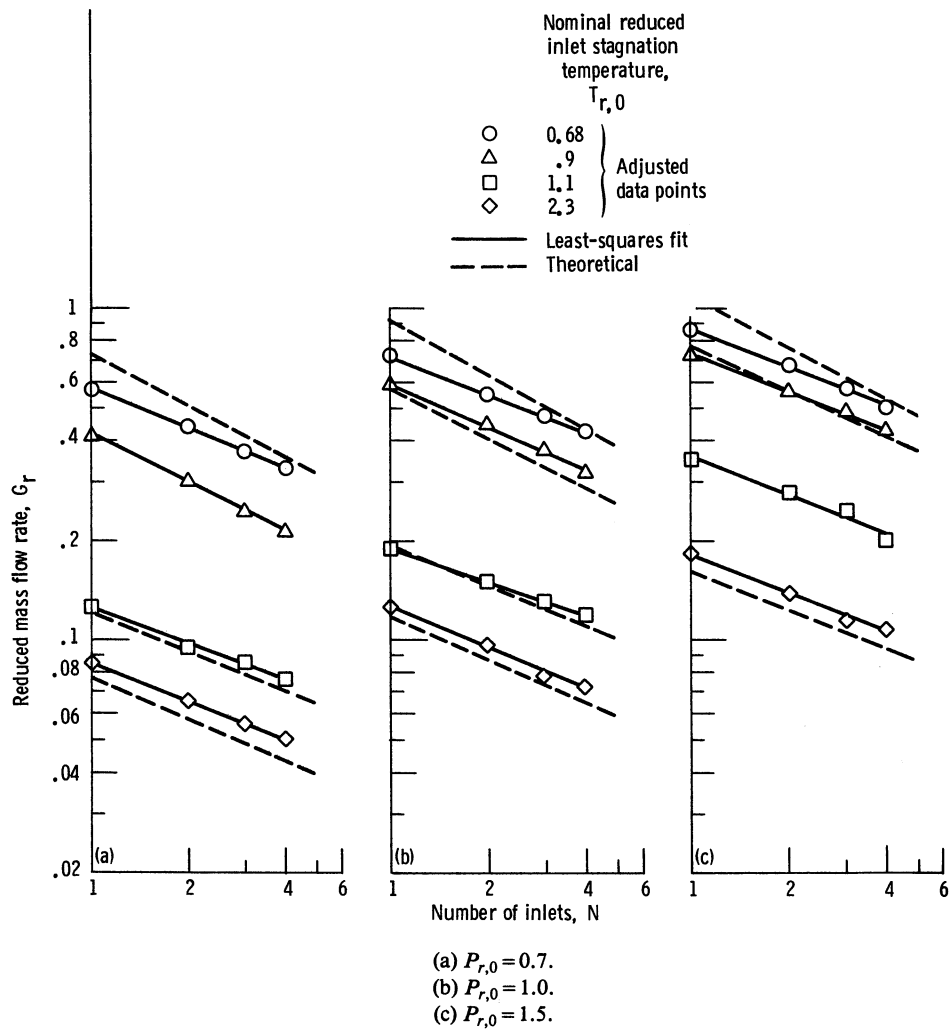 Nominal reduced
inlet stagnation
temperature,
T_r,0
0.68
.9
1.1
2.3
Adjusted
data points
Least-squares fit
Theoretical
Reduced mass flow rate, G_r
1
.8
.6
.4
.2
.1
.08
.06
.04
.02
(a)
1 2 4 6
(b)
1 2 4 6
(c)
1 2 4 6
Number of inlets, N
(a) P_r,0 = 0.7.
(b) P_r,0 = 1.0.
(c) P_r,0 = 1.5.